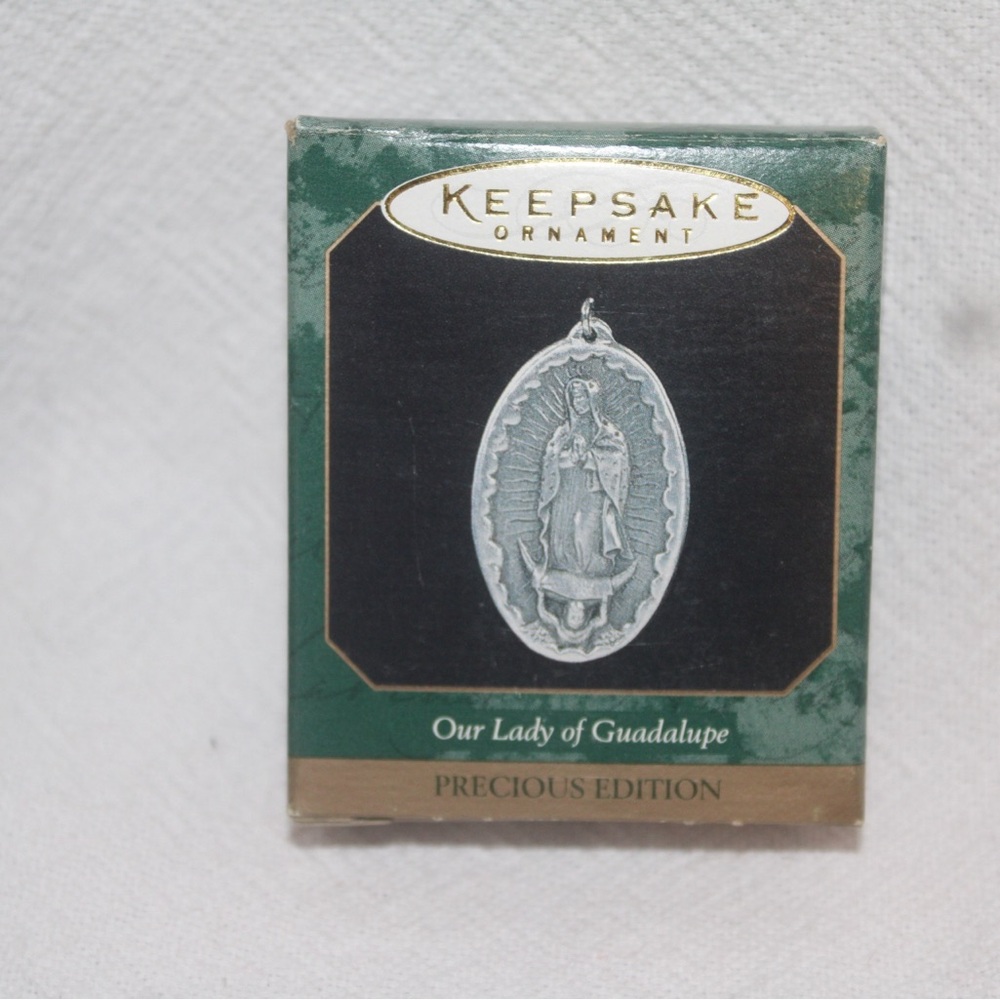 KEEPSAKE
ORNAMENT
Our Lady of Guadalupe
PRECIOUS EDITION